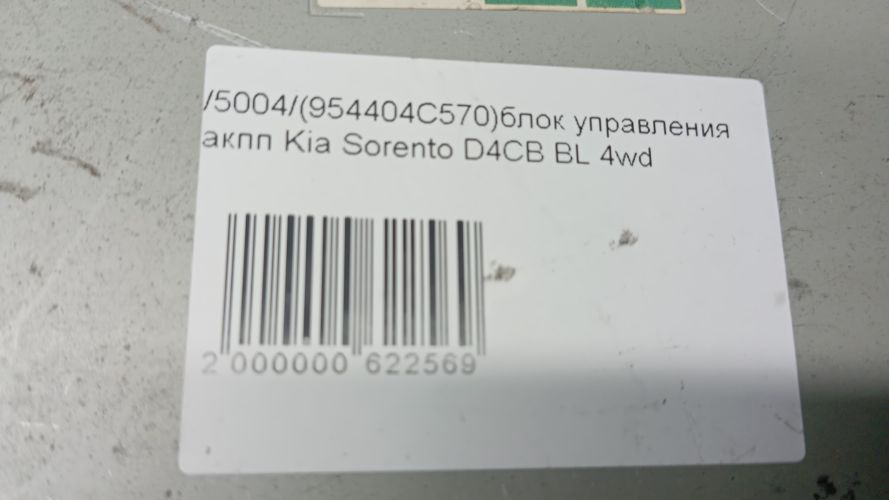 /5004/(954404C570)блок управления
акпп Kia Sorento D4CB BL 4wd
2 000000 622569